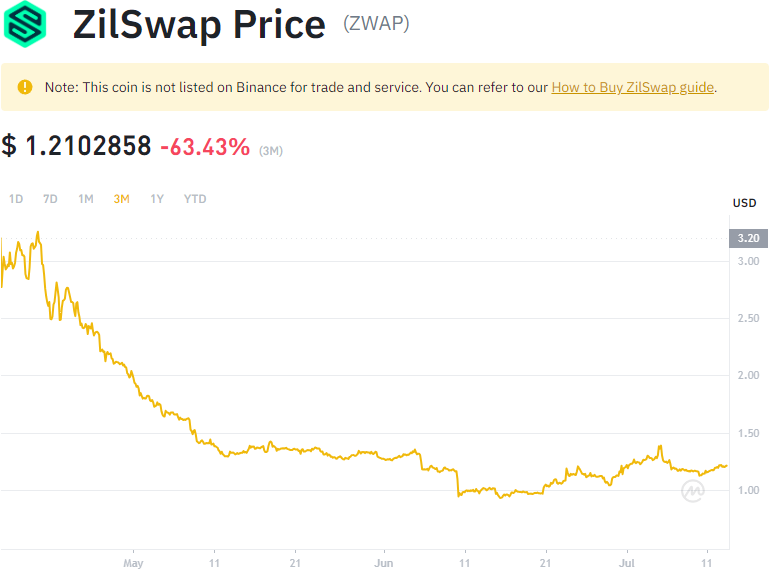 ZilSwap Price (ZWAP)
Note: This coin is not listed on Binance for trade and service. You can refer to our How to Buy ZilSwap guide.
$ 1.2102858 -63.43% (3M)
1D 7D 1M 3M 1Y YTD
USD
3.20
3.00
2.50
2.00
1.50
1.00
May 11 21 Jun 11 21 Jul 11